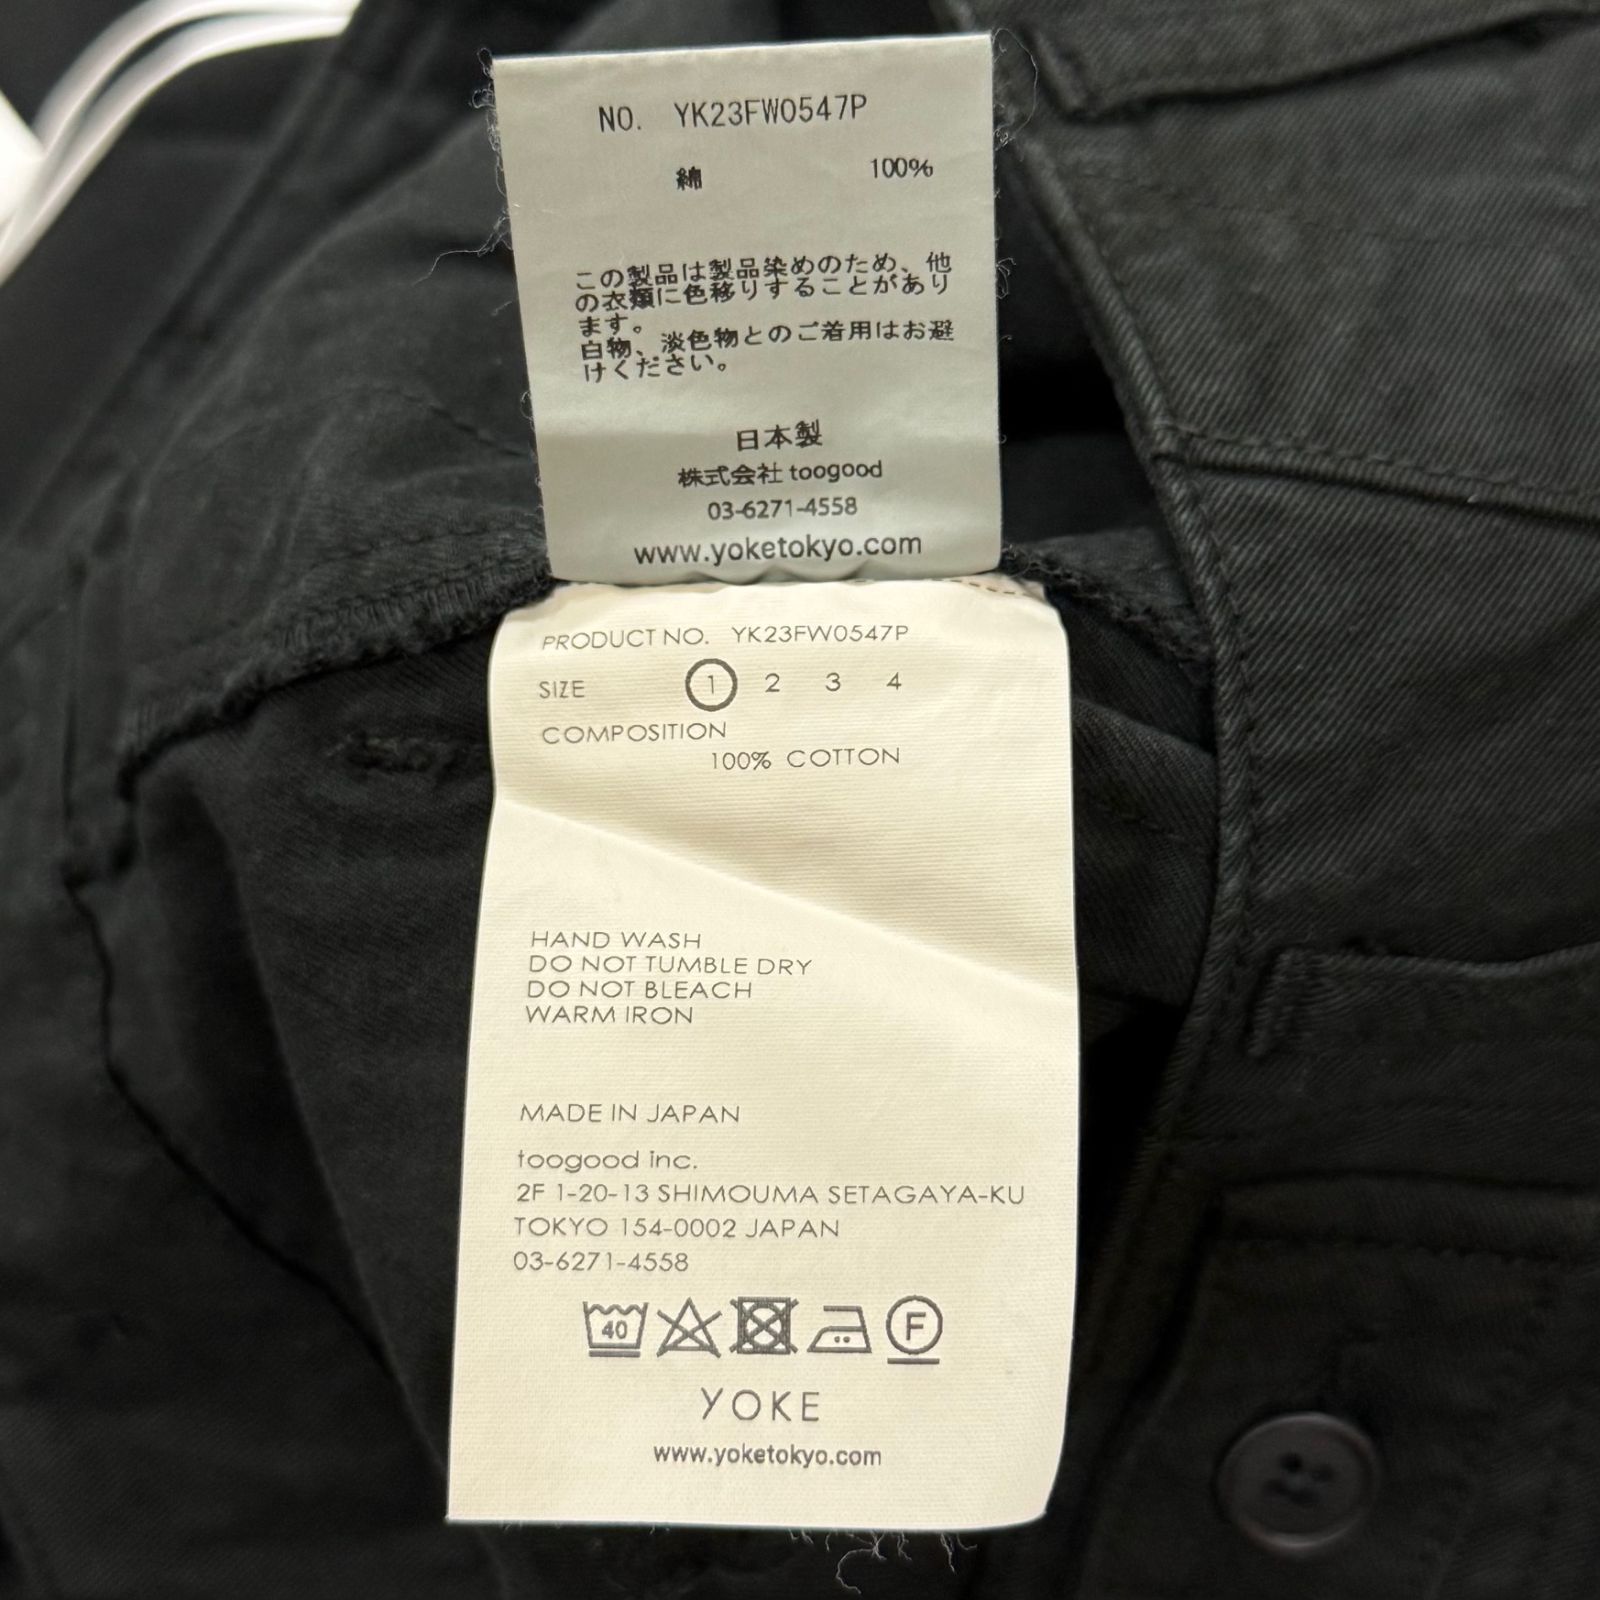 NO. YK23FW0547P
綿 100%
この製品は製品染めのため、他
の衣類に色移りすることがあり
ます。
白物、淡色物とのご着用はお避
けください。
日本製
株式会社 toogood
03-6271-4558
www.yoketokyo.com
PRODUCT NO. YK23FW0547P
SIZE 1 2 3 4
COMPOSITION
100% COTTON
HAND WASH
DO NOT TUMBLE DRY
DO NOT BLEACH
WARM IRON
MADE IN JAPAN
toogood inc.
2F 1-20-13 SHIMOUMA SETAGAYA-KU
TOKYO 154-0002 JAPAN
03-6271-4558
40 F
YOKE
www.yoketokyo.com